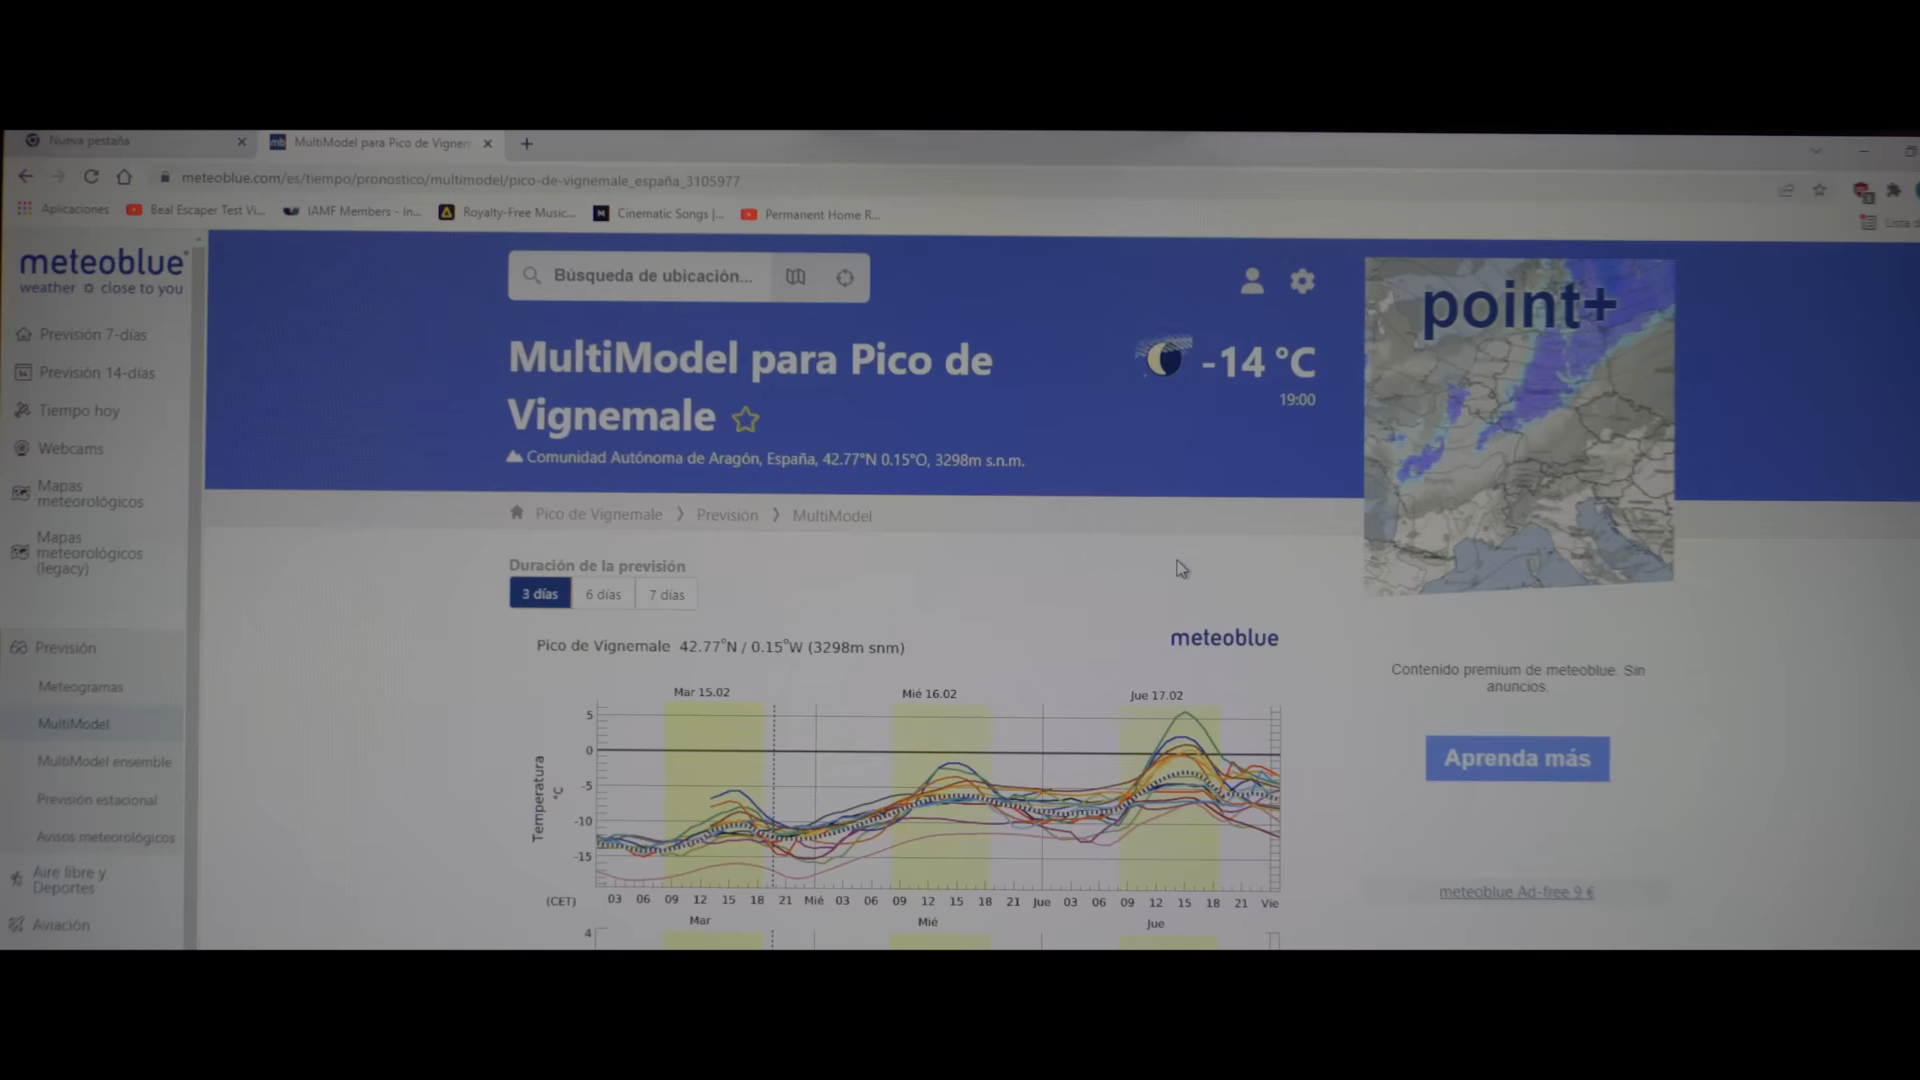 Nueva pestaña
MultiModel para Pico de Vignem
meteoblue.com/es/tiempo/pronostico/multimodel/pico-de-vignemale_españa_3105977
Aplicaciones Beal Escaper Test Vi... IAMF Members - In... Royalty-Free Music... Cinematic Songs |... Permanent Home R...
Lista d
meteoblue
weather close to you
Previsión 7-días
Previsión 14-días
Tiempo hoy
Webcams
Mapas
meteorológicos
Mapas
meteorológicos
(legacy)
Previsión
Meteogramas
MultiModel
MultiModel ensemble
Previsión estacional
Avisos meteorológicos
Aire libre y
Deportes
Aviación
Búsqueda de ubicación...
MultiModel para Pico de
Vignemale
-14 °C
19:00
Comunidad Autónoma de Aragón, España, 42.77°N 0.15°O, 3298m s.n.m.
Pico de Vignemale Previsión MultiModel
Duración de la previsión
3 días 6 días 7 días
Pico de Vignemale 42.77°N / 0.15°W (3298m snm)
meteoblue
Mar 15.02 Mié 16.02 Jue 17.02
Temperatura
°C
5
0
-5
-10
-15
(CET) 03 06 09 12 15 18 21 Mié 03 06 09 12 15 18 21 Jue 03 06 09 12 15 18 21 Vie
Mar Mié Jue
4
point+
Contenido premium de meteoblue. Sin
anuncios.
Aprenda más
meteoblue Ad-free 9 €